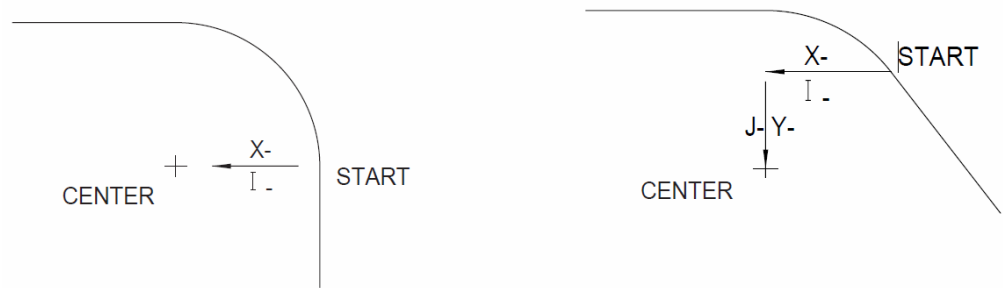 X-
I -
START
CENTER
X-
START
I -
J- Y-
CENTER